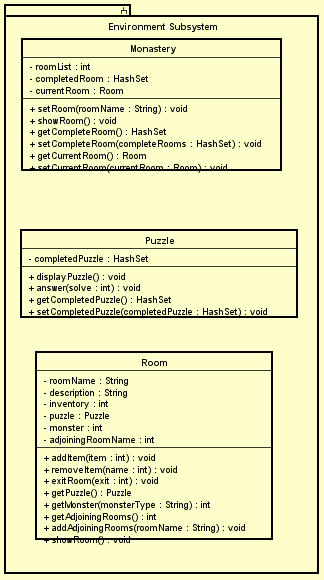 Environment Subsystem
Monastery
- roomList : int
- completedRoom : HashSet
- currentRoom : Room
+ setRoom(roomName : String) : void
+ showRoom() : void
+ getCompleteRoom() : HashSet
+ setCompleteRoom(completeRooms : HashSet) : void
+ getCurrentRoom() : Room
+ setCurrentRoom(currentRoom : Room) : void
Puzzle
- completedPuzzle : HashSet
+ displayPuzzle() : void
+ answer(solve : int) : void
+ getCompletedPuzzle() : HashSet
+ setCompletedPuzzle(completedPuzzle : HashSet) : void
Room
- roomName : String
- description : String
- inventory : int
- puzzle : Puzzle
- monster : int
- adjoiningRoomName : int
+ addItem(item : int) : void
+ removeItem(name : int) : void
+ exitRoom(exit : int) : void
+ getPuzzle() : Puzzle
+ getMonster(monsterType : String) : int
+ getAdjoiningRooms() : int
+ addAdjoiningRooms(roomName : String) : void
+ showRoom() : void